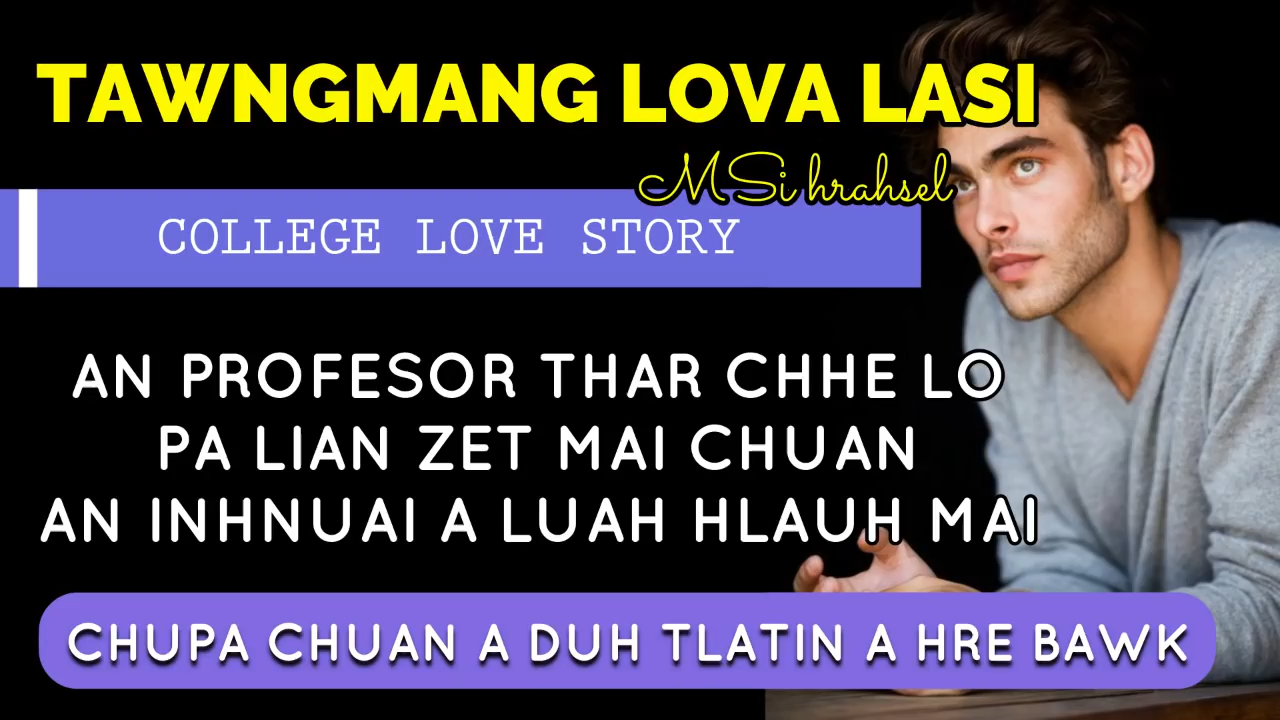 TAWNGMANG LOVA LASI
MSi hrahsel
COLLEGE LOVE STORY
AN PROFESOR THAR CHHE LO
PA LIAN ZET MAI CHUAN
AN INHNUAI A LUAH HLAUH MAI
CHUPA CHUAN A DUH TLATIN A HRE BAWK